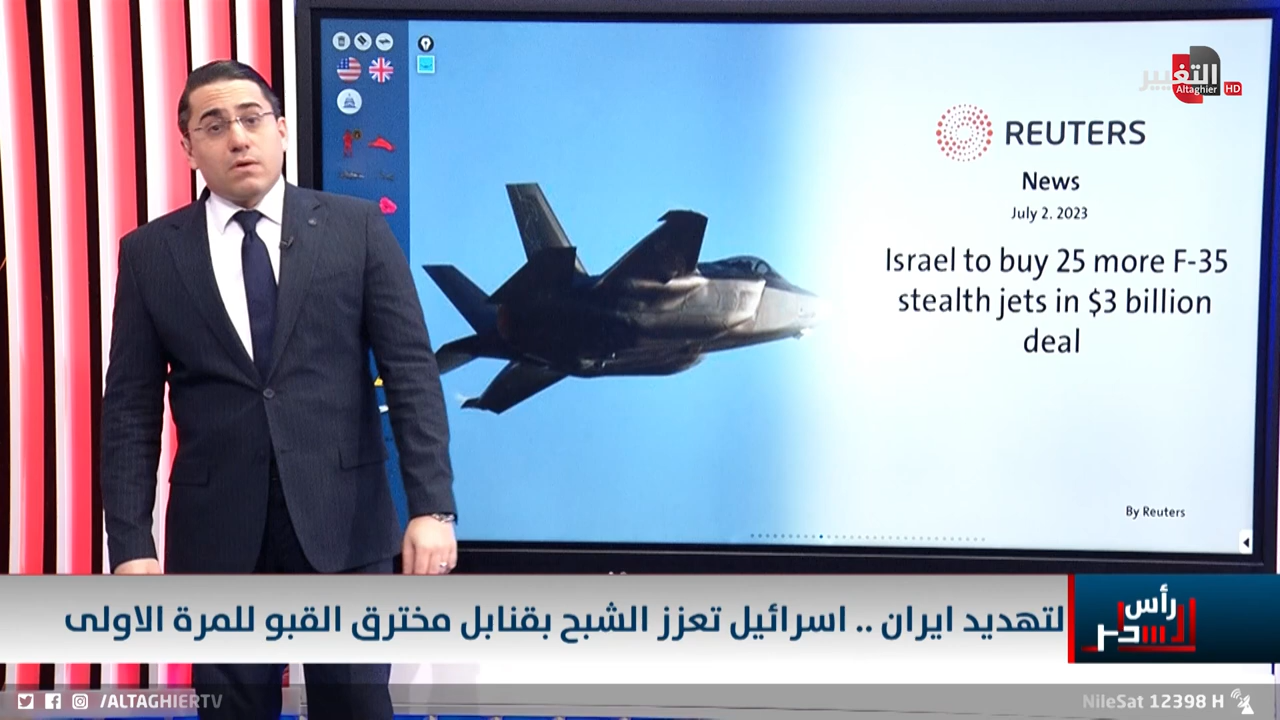 التغيير
Altaghier HD
REUTERS
News
July 2. 2023
Israel to buy 25 more F-35
stealth jets in $3 billion
deal
By Reuters
رأس
السطر
لتهديد ايران .. اسرائيل تعزز الشبح بقنابل مخترق القبو للمرة الاولى
/ALTAGHIERTV
NileSat 12398 H